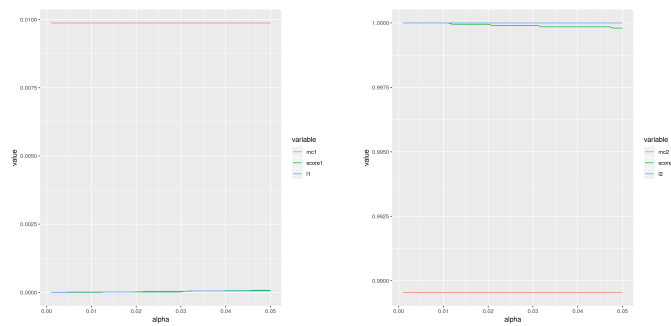 0.0100
0.0075
0.0050
0.0025
0.0000
value
0.00
0.01
0.02
0.03
0.04
0.05
alpha
variable
mc1
score1
l1
1.0000
0.9975
0.9950
0.9925
0.9900
value
0.00
0.01
0.02
0.03
0.04
0.05
alpha
variable
mc2
score
l2